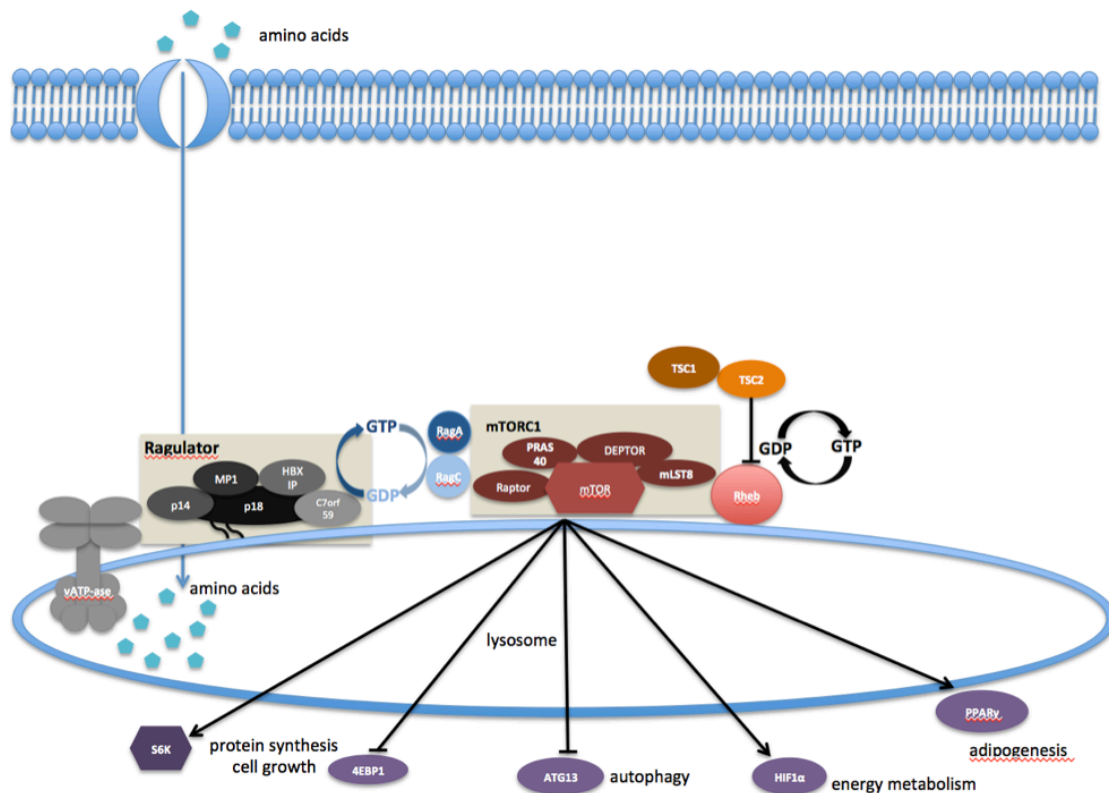 amino acids
TSC1
TSC2
GTP
RagA
mTORC1
GDP
GTP
Ragulator
PRAS
40
DEPTOR
MP1
HBX
IP
RagC
mLST8
GDP
Raptor
mTOR
Rheb
p14
p18
C7orf
59
vATP-ase
amino acids
lysosome
PPARγ
S6K
protein synthesis
cell growth
4EBP1
ATG13
autophagy
HIF1α
energy metabolism
adipogenesis